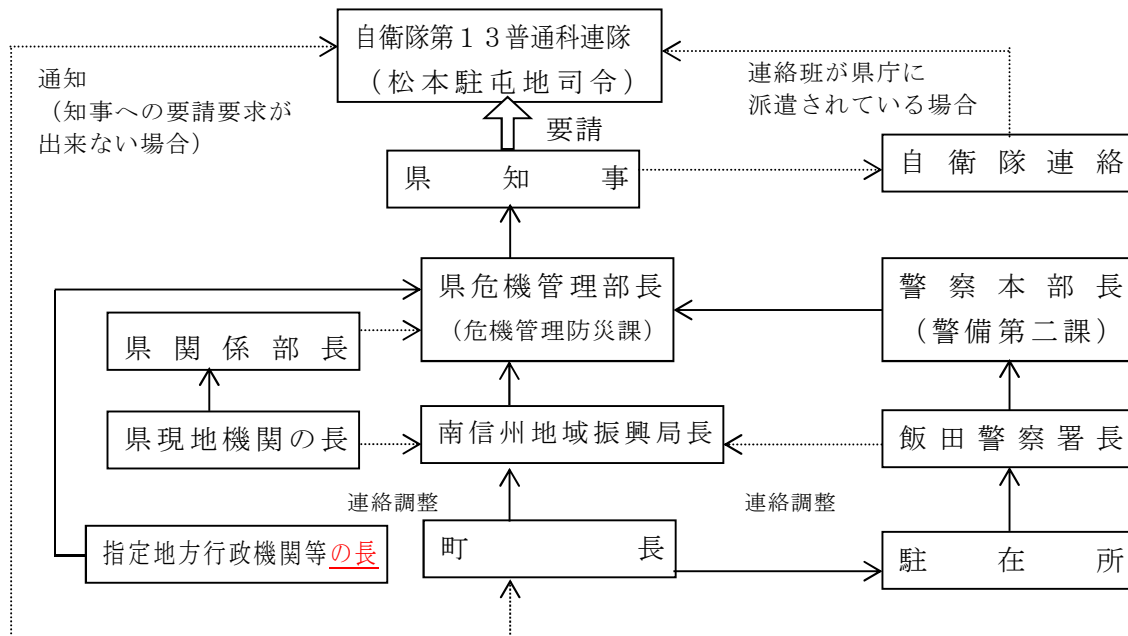 自衛隊第１３普通科連隊
（松本駐屯地司令）
通知
（知事への要請要求が
出来ない場合）
連絡班が県庁に
派遣されている場合
要請
県知事
自衛隊連絡
県危機管理部長
（危機管理防災課）
警察本部長
（警備第二課）
県関係部長
県現地機関の長
南信州地域振興局長
飯田警察署長
連絡調整
連絡調整
指定地方行政機関等の長
町長
駐在所